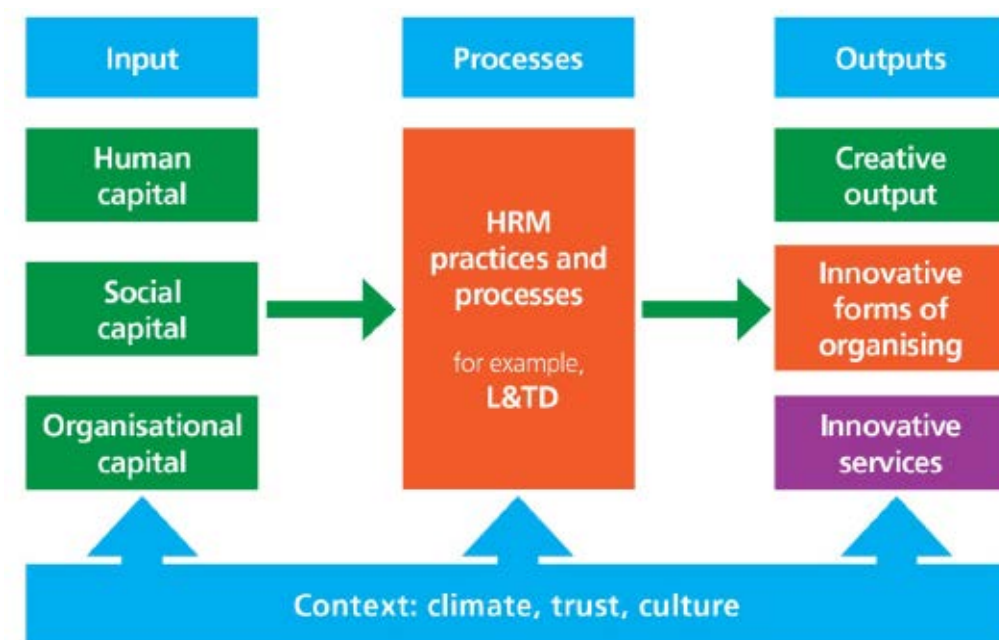 Input
Processes
Outputs
Human
capital
Social
capital
Organisational
capital
HRM
practices and
processes
for example,
L&TD
Creative
output
Innovative
forms of
organising
Innovative
services
Context: climate, trust, culture